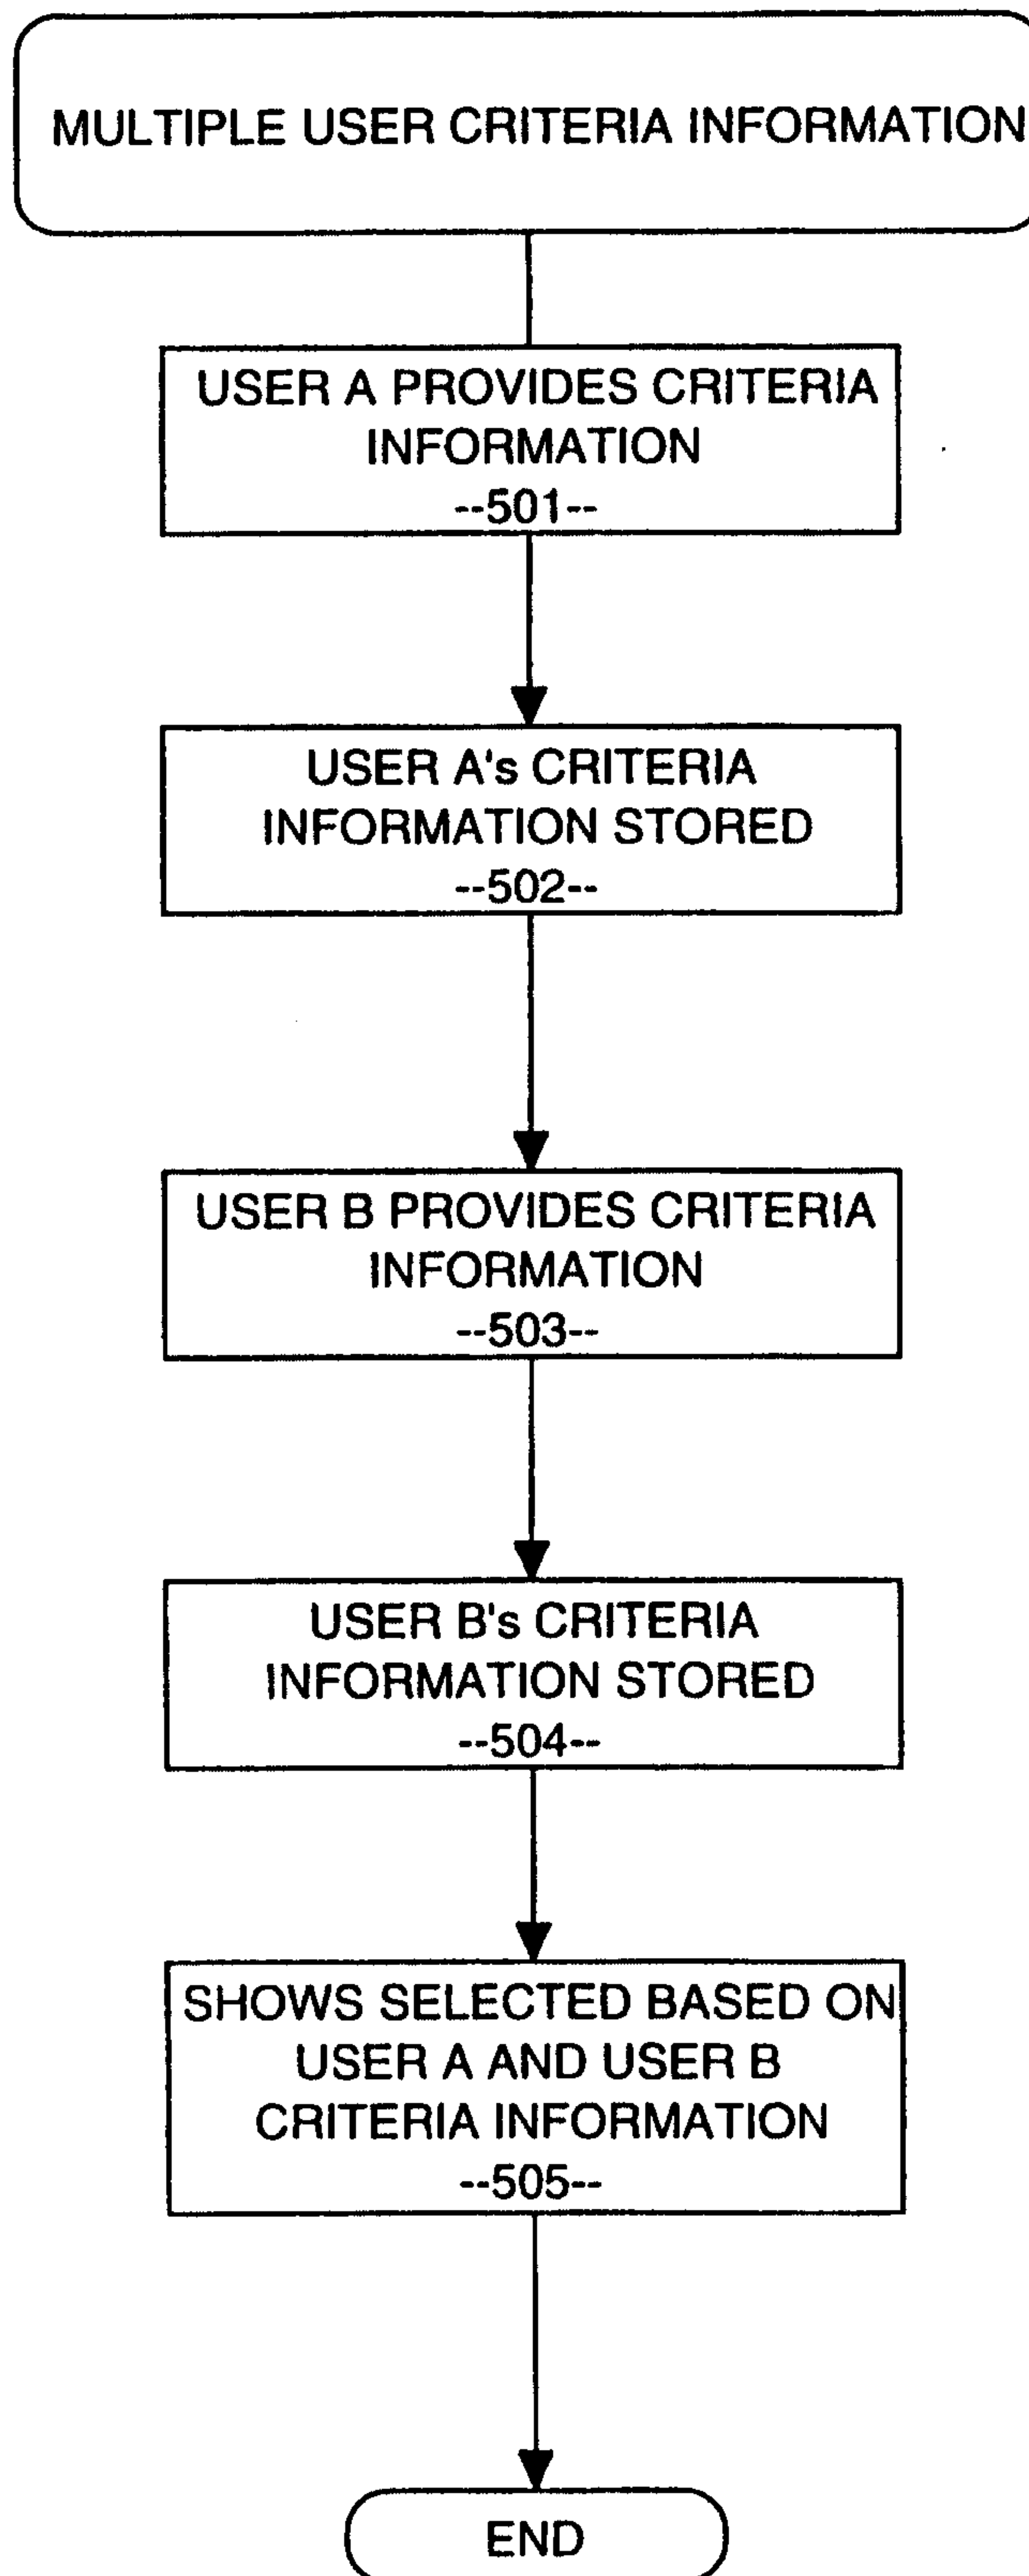 MULTIPLE USER CRITERIA INFORMATION
USER A PROVIDES CRITERIA
INFORMATION
--501--
USER A's CRITERIA
INFORMATION STORED
--502--
USER B PROVIDES CRITERIA
INFORMATION
--503--
USER B's CRITERIA
INFORMATION STORED
--504--
SHOWS SELECTED BASED ON
USER A AND USER B
CRITERIA INFORMATION
--505--
END